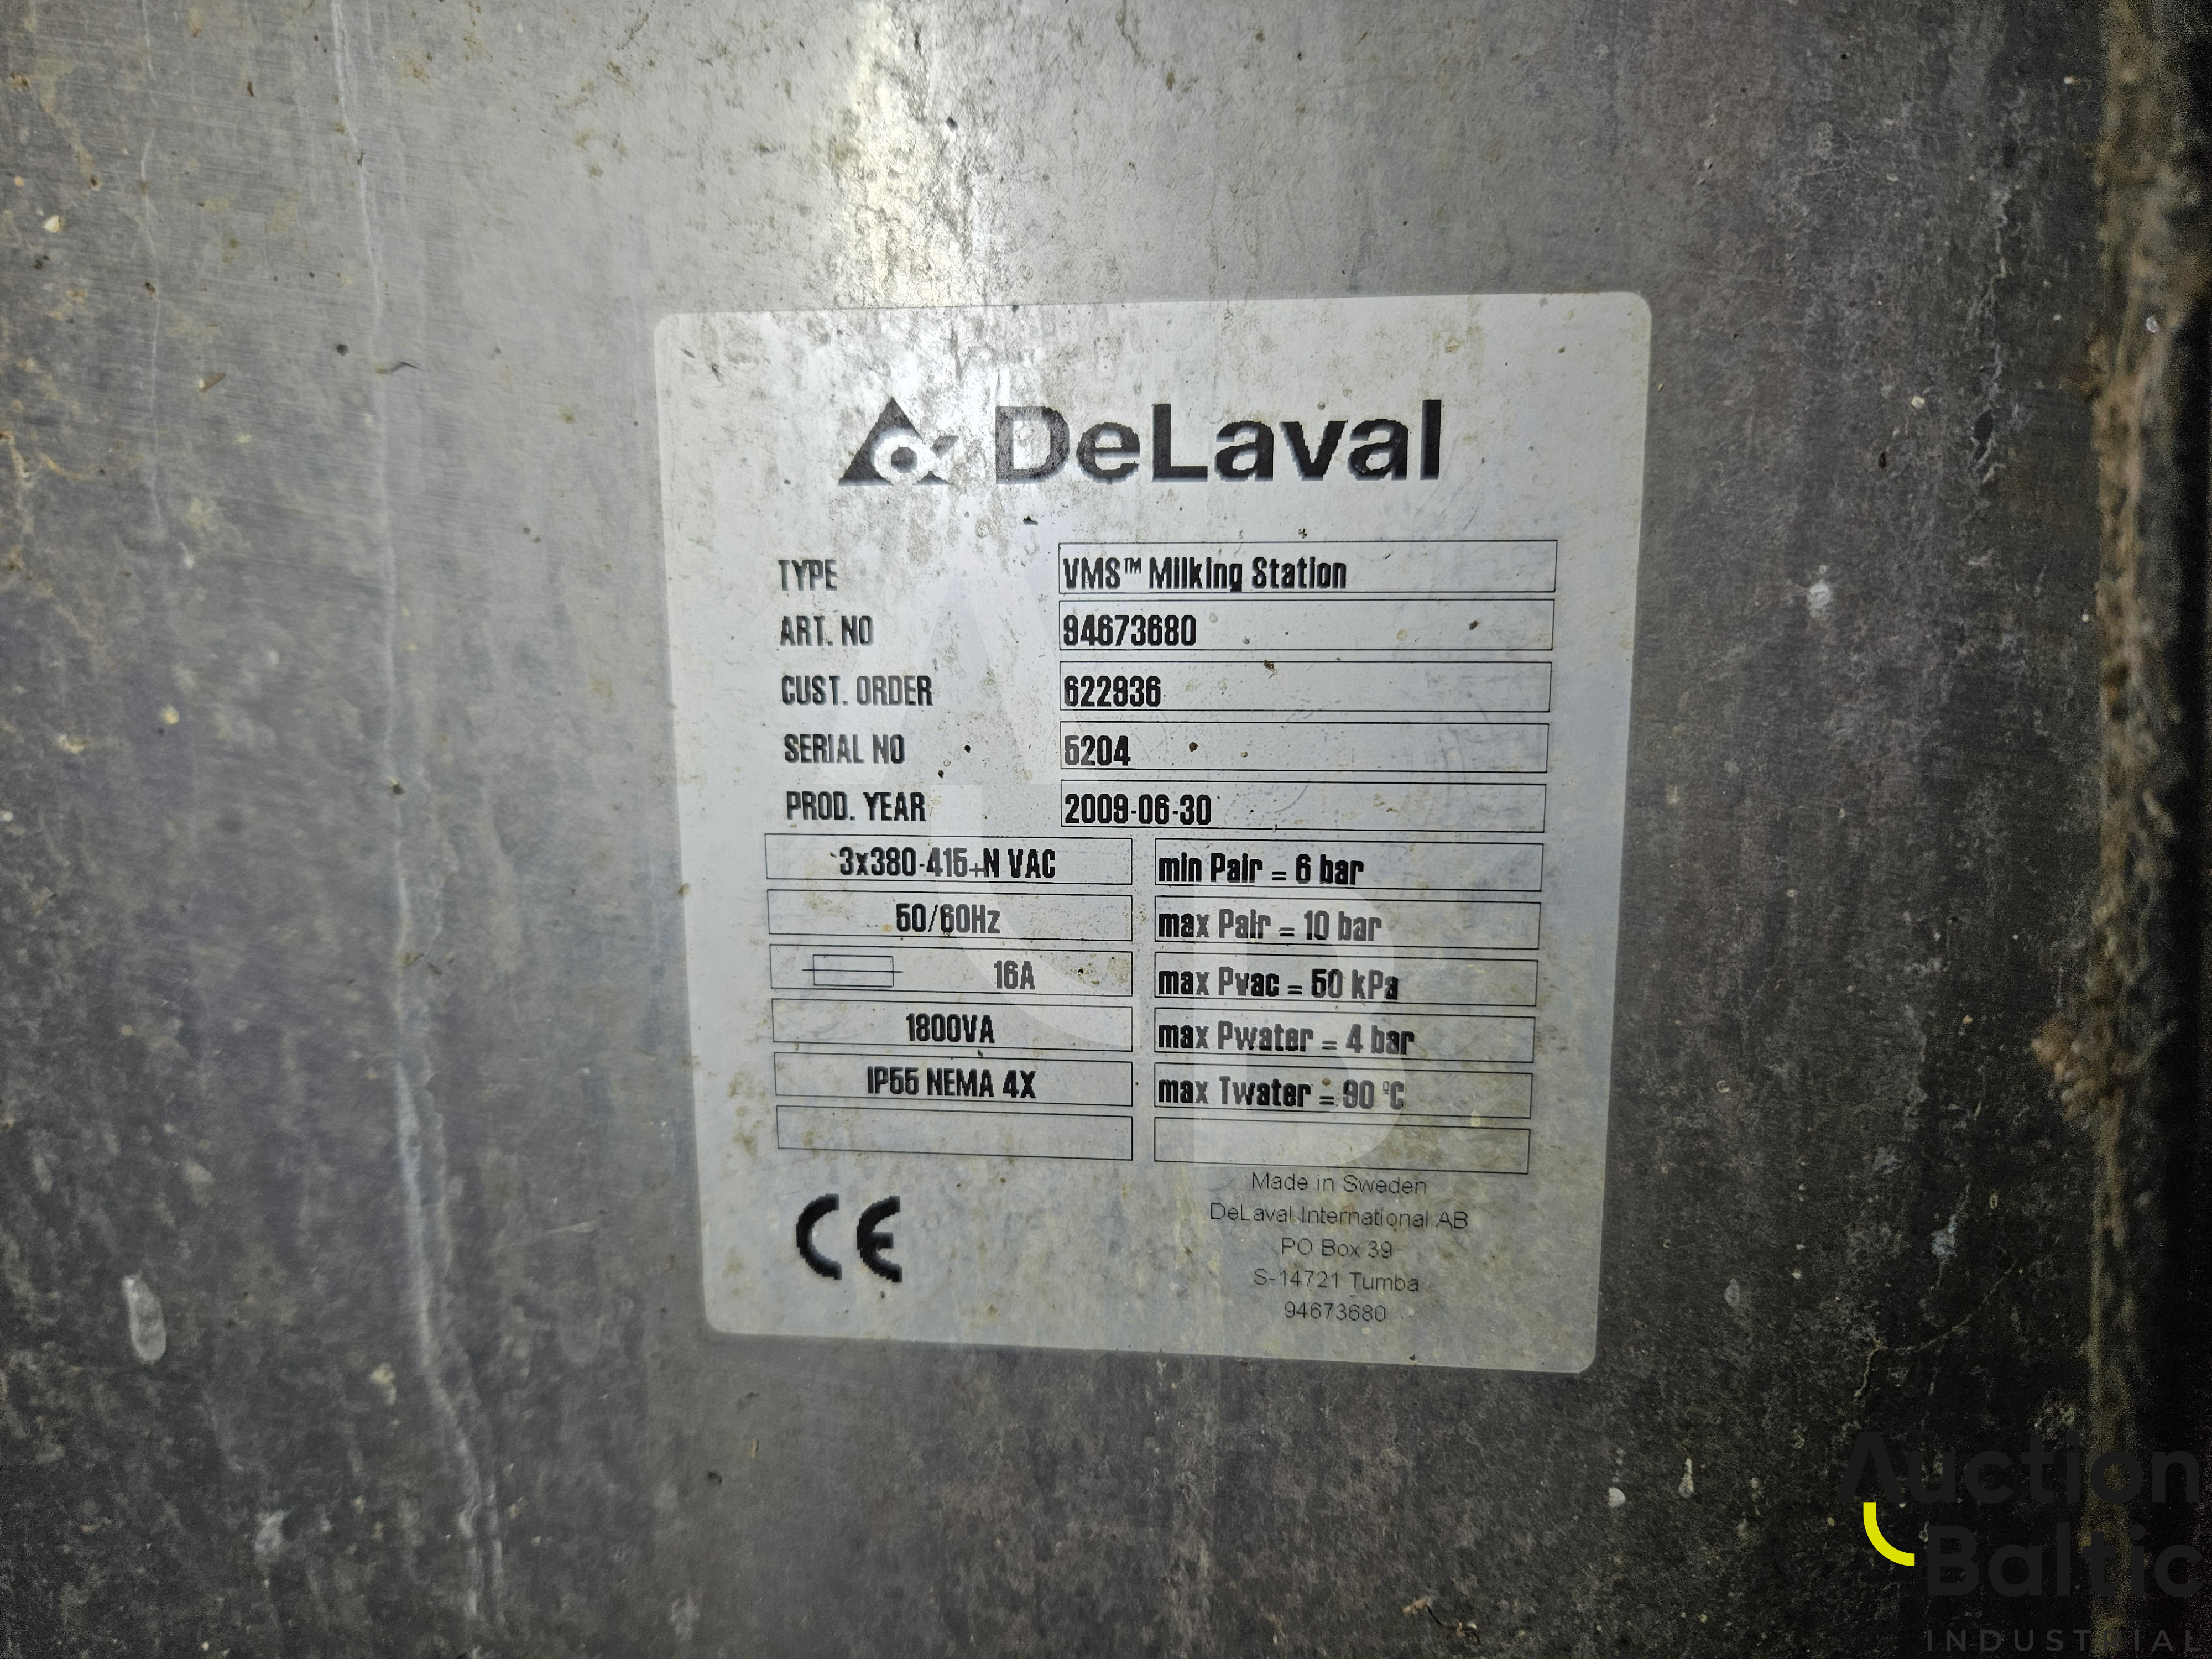 DeLaval
TYPE VMS™ Milking Station
ART. NO 94673680
CUST. ORDER 622936
SERIAL NO 5204
PROD. YEAR 2009-06-30
3x380-415+N VAC min Pair = 6 bar
50/60Hz max Pair = 10 bar
16A max Pvac = 50 kPa
1800VA max Pwater = 4 bar
IP55 NEMA 4X max Twater = 90 °C
CE
Made in Sweden
DeLaval International AB
PO Box 39
S-14721 Tumba
94673680
Auction
Baltic
INDUSTRIAL